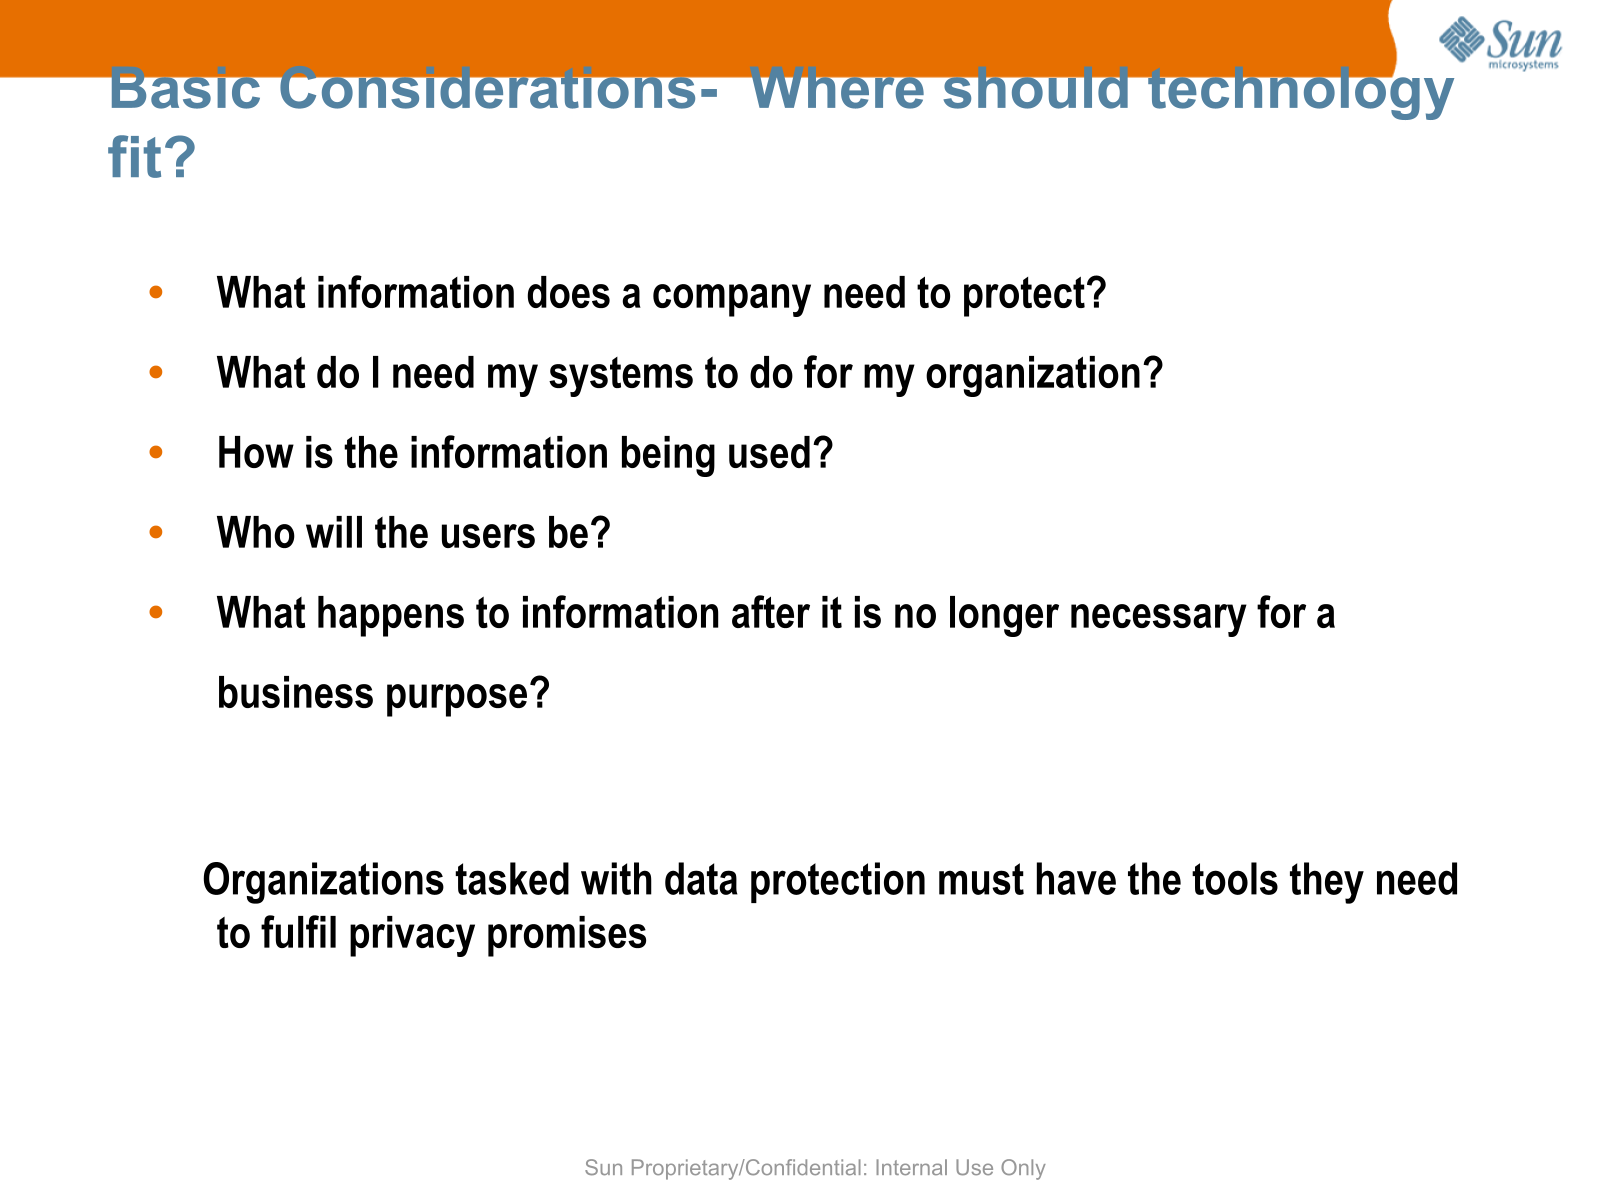 Sun
microsystems
Basic Considerations-  Where should technology
fit?
• What information does a company need to protect?
• What do I need my systems to do for my organization?
• How is the information being used?
• Who will the users be?
• What happens to information after it is no longer necessary for a
business purpose?
Organizations tasked with data protection must have the tools they need
to fulfil privacy promises
Sun Proprietary/Confidential: Internal Use Only